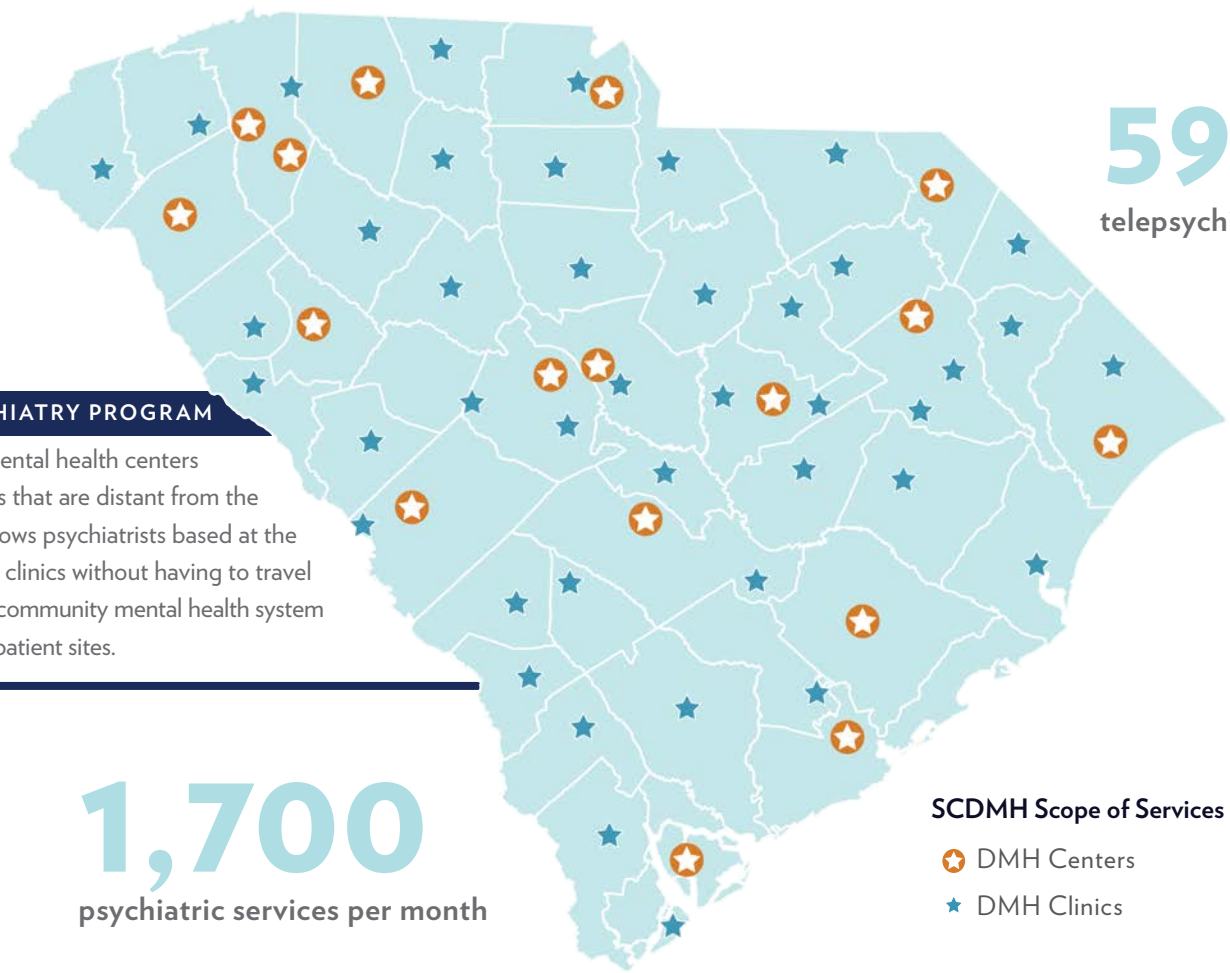 59
telepsych
HIATRY PROGRAM
ental health centers
s that are distant from the
ows psychiatrists based at the
clinics without having to travel
community mental health system
patient sites.
1,700
psychiatric services per month
SCDMH Scope of Services
DMH Centers
DMH Clinics